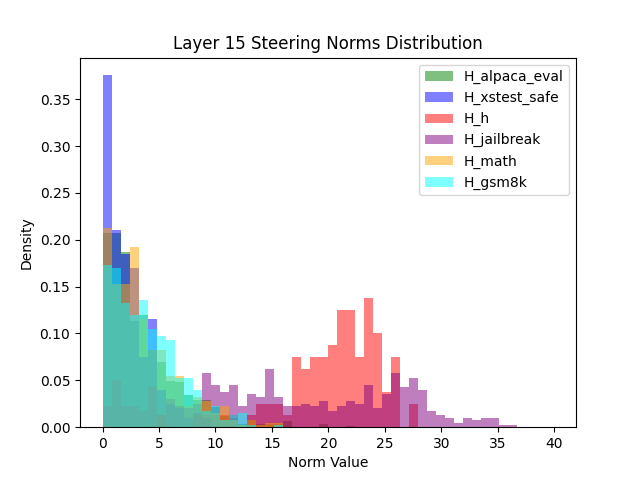 Layer 15 Steering Norms Distribution
H_alpaca_eval
H_xstest_safe
H_h
H_jailbreak
H_math
H_gsm8k
Density
0.35
0.30
0.25
0.20
0.15
0.10
0.05
0.00
0 5 10 15 20 25 30 35 40
Norm Value